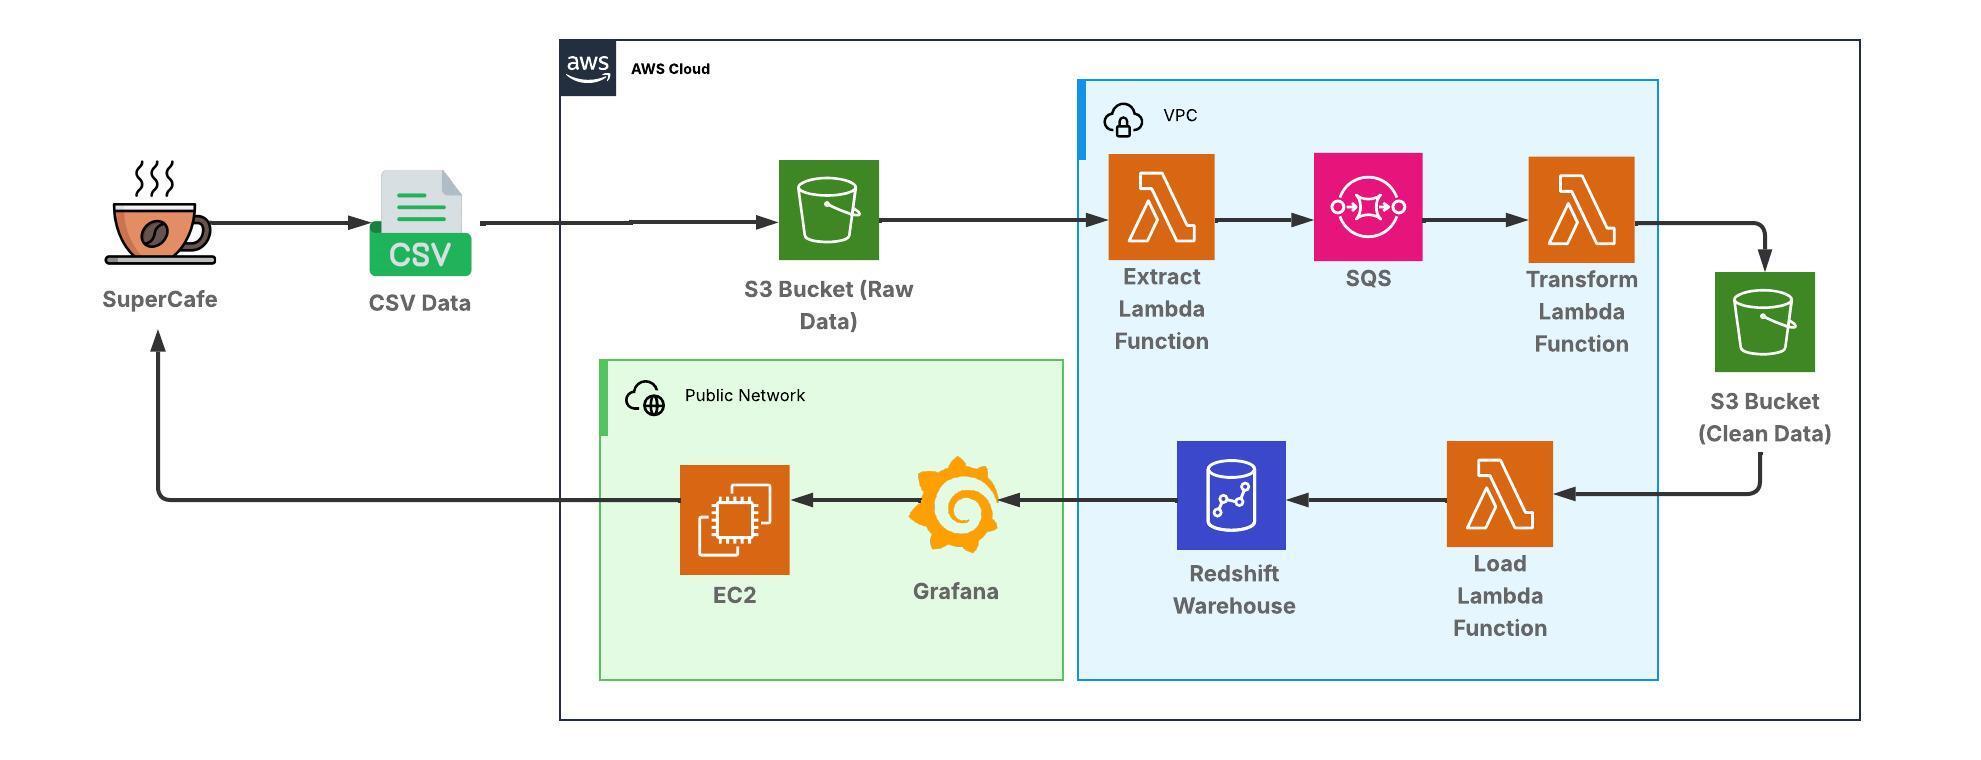 aws
AWS Cloud
VPC
CSV
SuperCafe
CSV Data
S3 Bucket (Raw
Data)
Extract
Lambda
Function
SQS
Transform
Lambda
Function
S3 Bucket
(Clean Data)
Public Network
EC2
Grafana
Redshift
Warehouse
Load
Lambda
Function